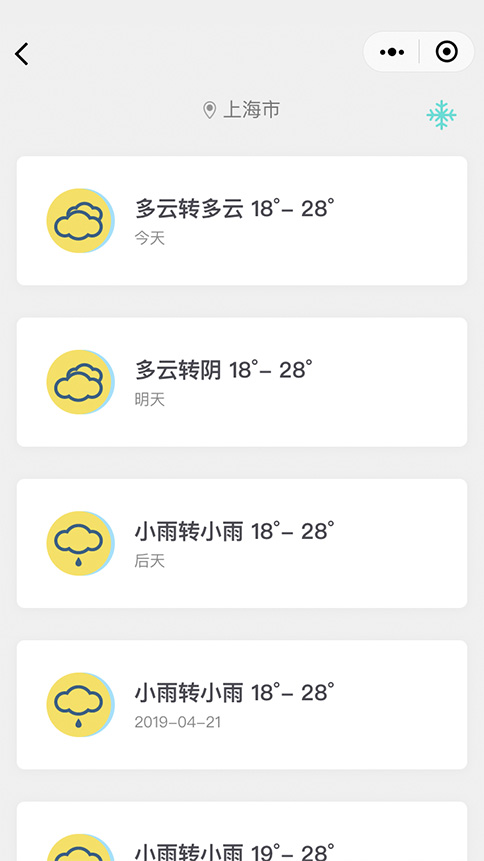 上海市
多云转多云 18°- 28°
今天
多云转阴 18°- 28°
明天
小雨转小雨 18°- 28°
后天
小雨转小雨 18°- 28°
2019-04-21
小雨转小雨 19°- 28°